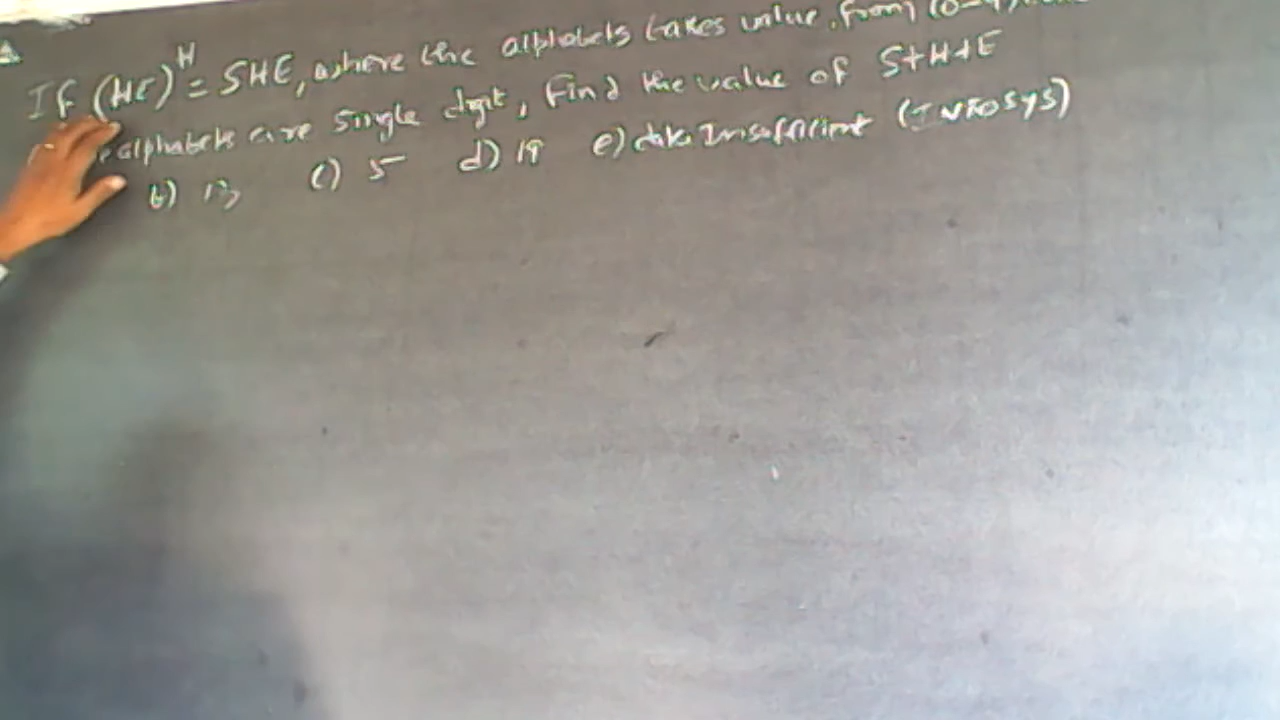 If (HE)^H = SHE, where the alphabets takes value from (0-9)
alphabets are single digit, find the value of S+H+E
b) 13 c) 5 d) 19 e) data Insufficient (INFOSYS)